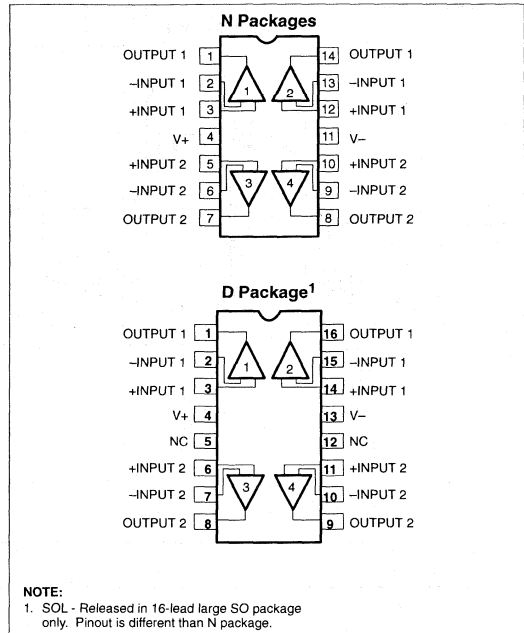 N Packages
OUTPUT 1 1 14 OUTPUT 1
–INPUT 1 2 13 –INPUT 1
1 2
+INPUT 1 3 12 +INPUT 1
V+ 4 11 V–
+INPUT 2 5 10 +INPUT 2
3 4
–INPUT 2 6 9 –INPUT 2
OUTPUT 2 7 8 OUTPUT 2
D Package1
OUTPUT 1 1 16 OUTPUT 1
–INPUT 1 2 15 –INPUT 1
1 2
+INPUT 1 3 14 +INPUT 1
V+ 4 13 V–
NC 5 12 NC
+INPUT 2 6 11 +INPUT 2
3 4
–INPUT 2 7 10 –INPUT 2
OUTPUT 2 8 9 OUTPUT 2
NOTE:
1. SOL - Released in 16-lead large SO package
only. Pinout is different than N package.